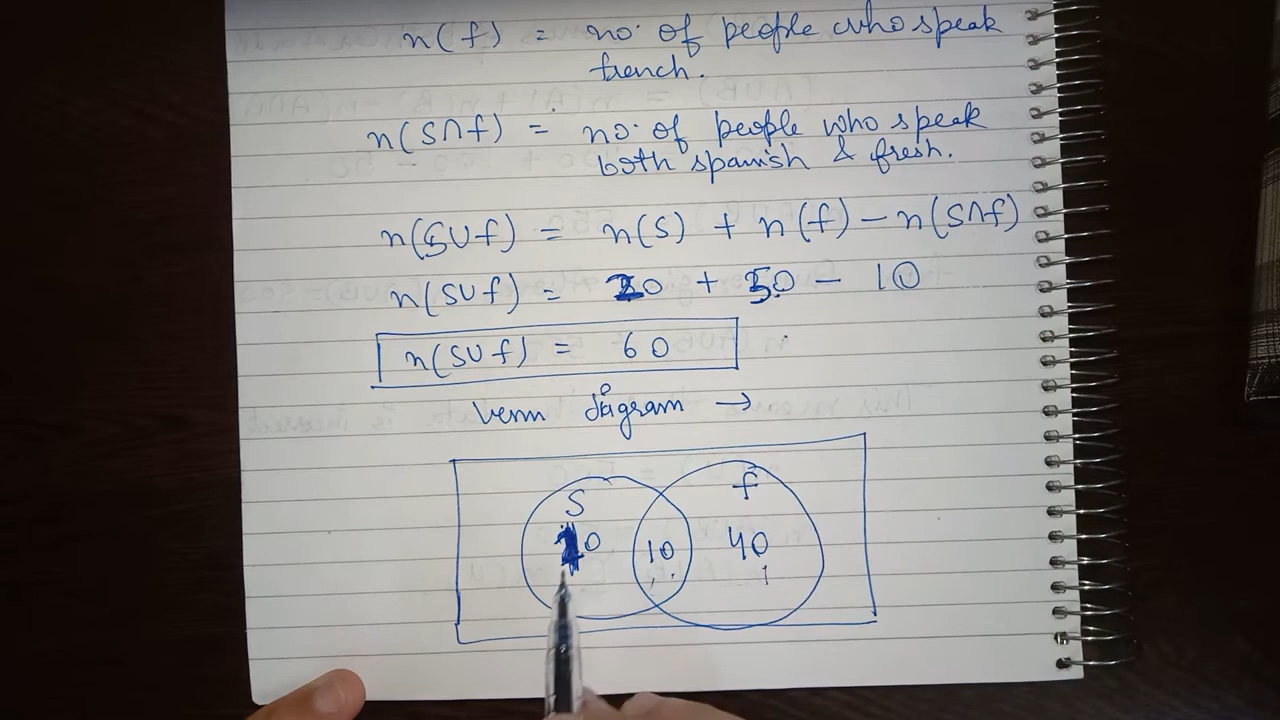 n(f) = no. of people who speak
french.
n(S∩f) = no. of people who speak
both spanish & fresh.
n(S∪f) = n(S) + n(f) – n(S∩f)
n(S∪f) = 20 + 50 – 10
n(S∪f) = 60
Venn diagram →
S f
10 10 40